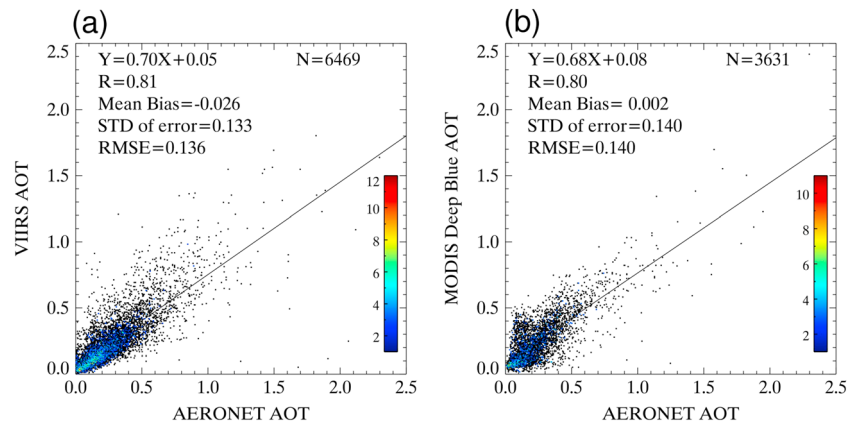 (a)
Y=0.70X+0.05 N=6469
R=0.81
Mean Bias=-0.026
STD of error=0.133
RMSE=0.136
2.5
2.0
1.5
1.0
0.5
0.0
VIIRS AOT
12
10
8
6
4
2
0.0 0.5 1.0 1.5 2.0 2.5
AERONET AOT
(b)
Y=0.68X+0.08 N=3631
R=0.80
Mean Bias= 0.002
STD of error=0.140
RMSE=0.140
2.5
2.0
1.5
1.0
0.5
0.0
MODIS Deep Blue AOT
10
8
6
4
2
0.0 0.5 1.0 1.5 2.0 2.5
AERONET AOT